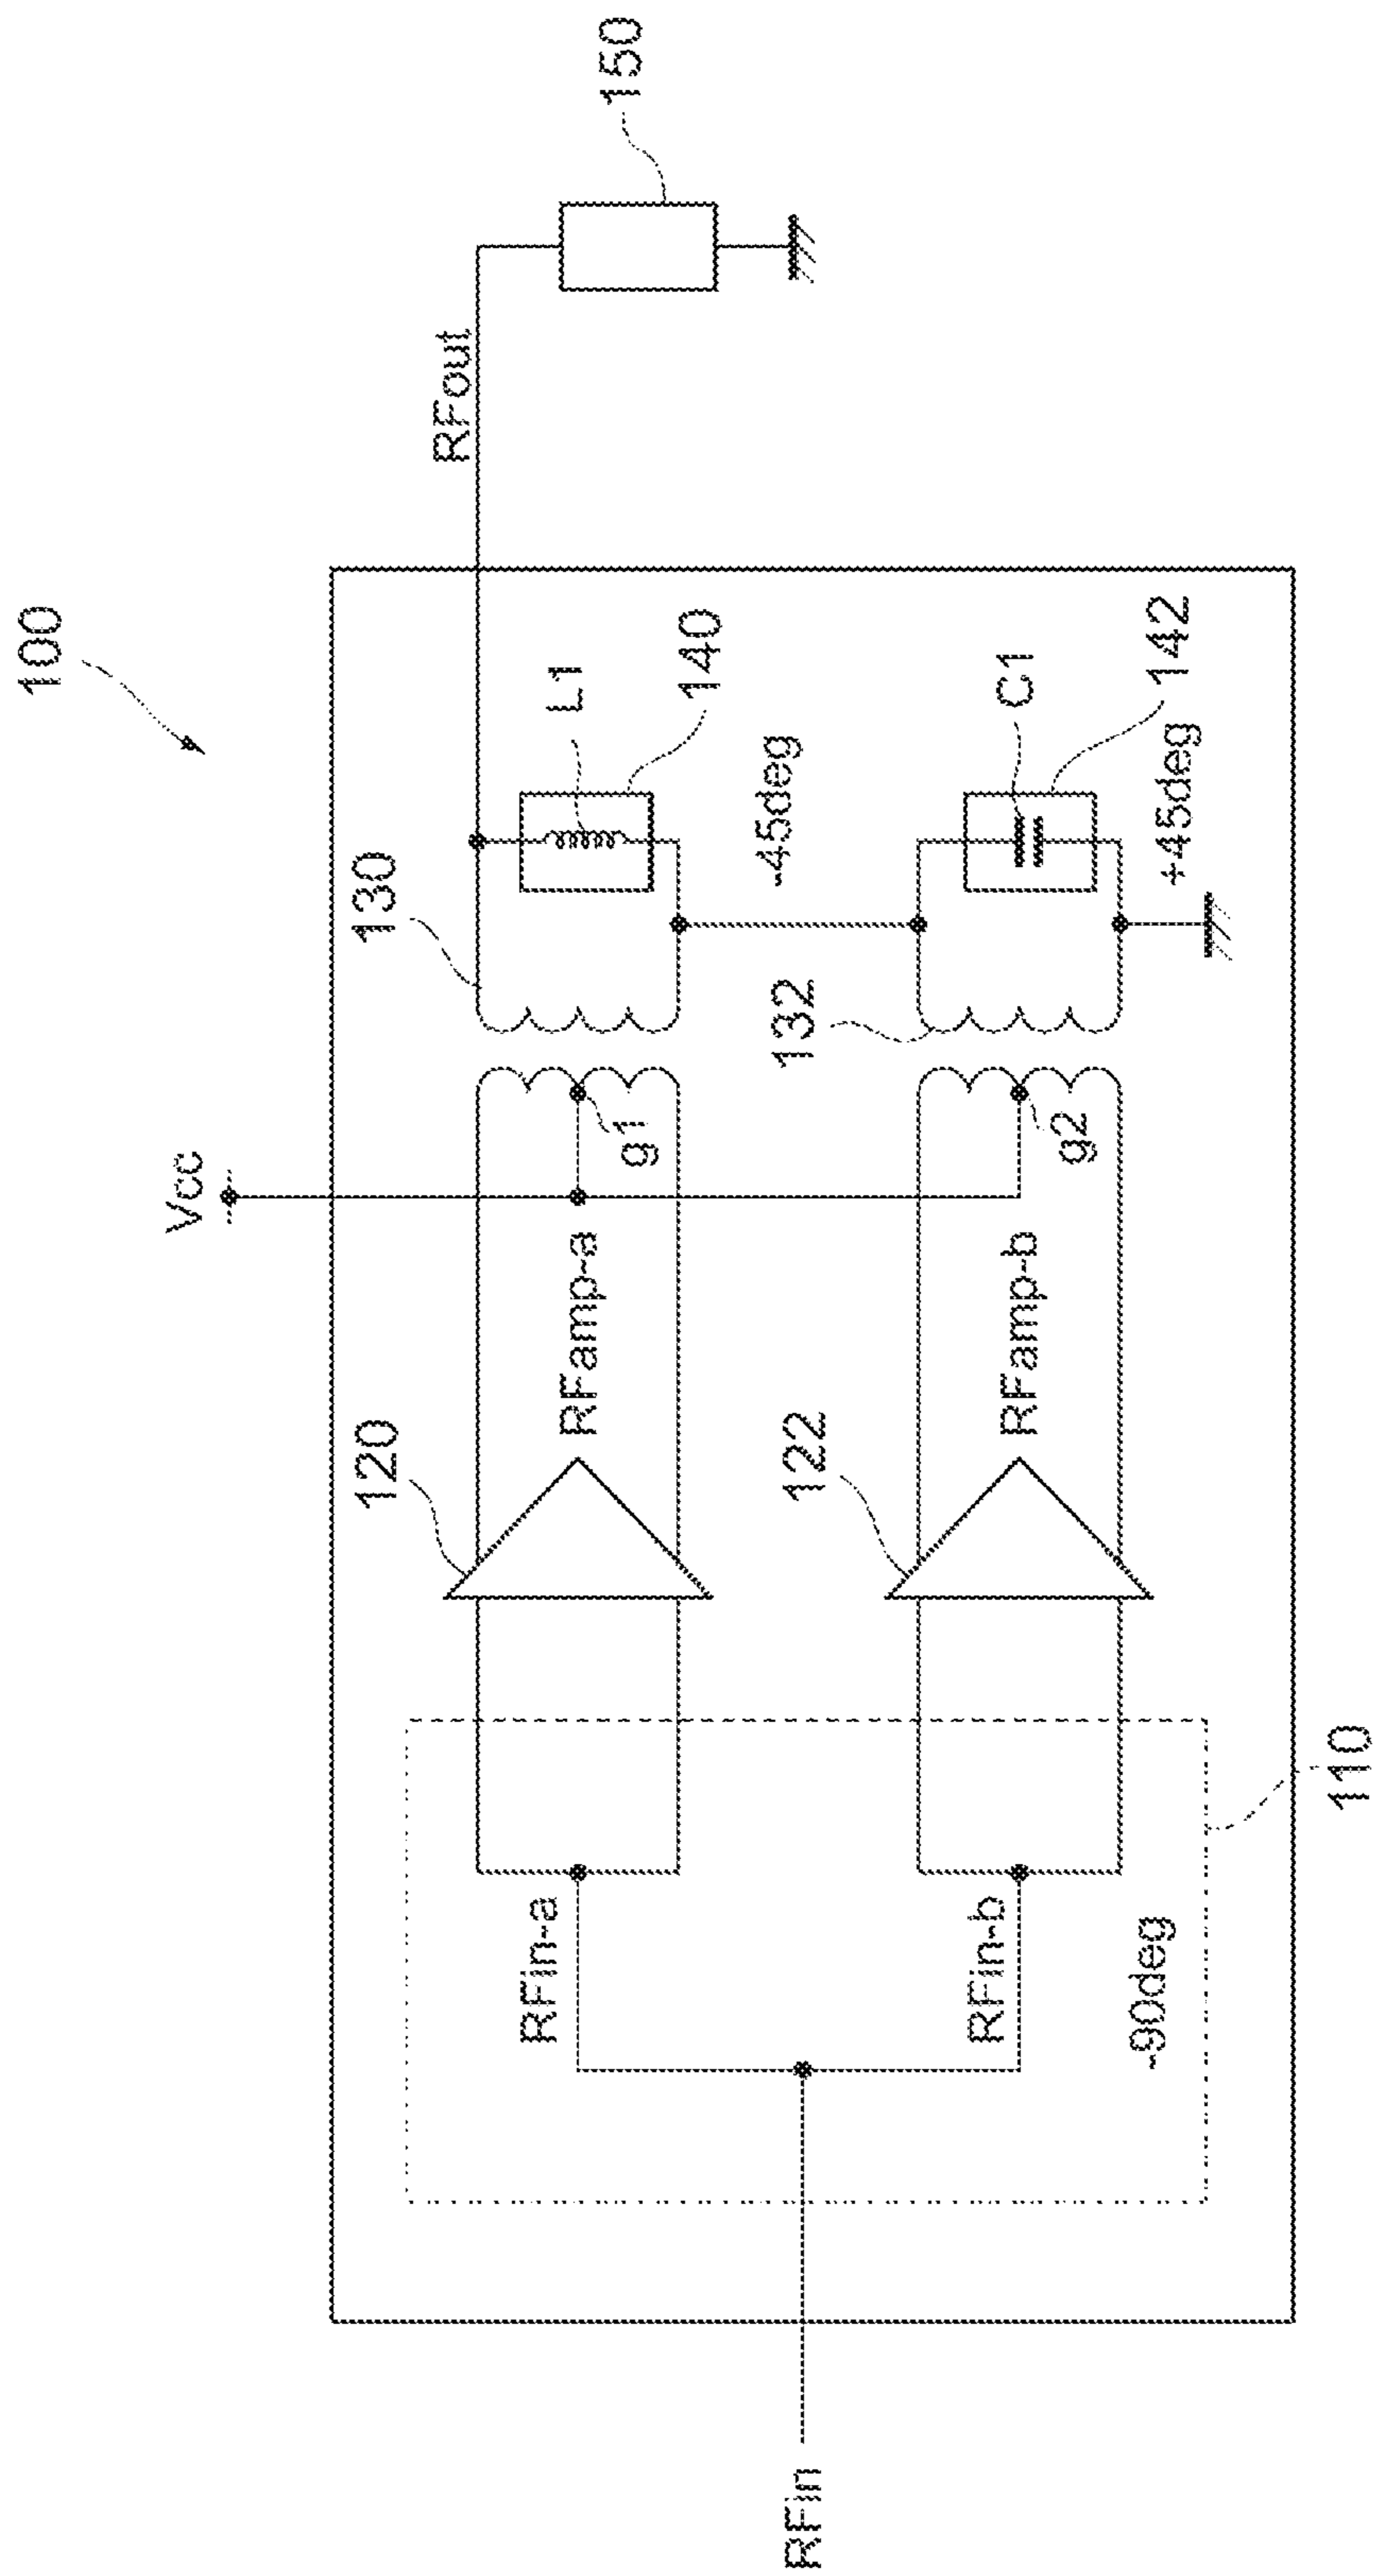 100
Vcc
RFout
150
120
130
L1
140
RFin-a
RFamp-a
g1
-45deg
RFin
122
132
C1
142
RFin-b
RFamp-b
g2
+45deg
-90deg
110